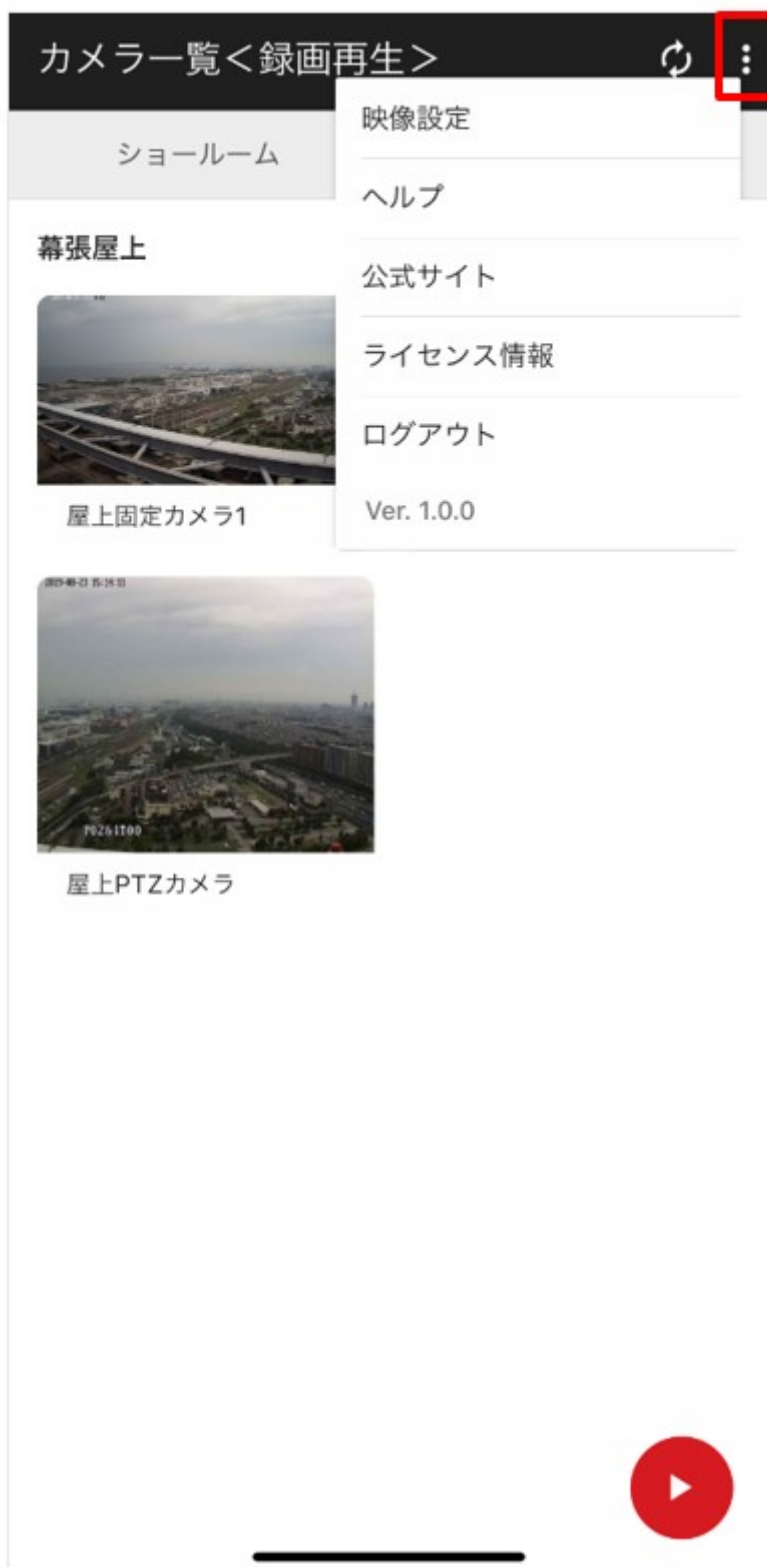 カメラ一覧＜録画再生＞
ショールーム
映像設定
ヘルプ
公式サイト
ライセンス情報
ログアウト
Ver. 1.0.0
幕張屋上
屋上固定カメラ1
屋上PTZカメラ